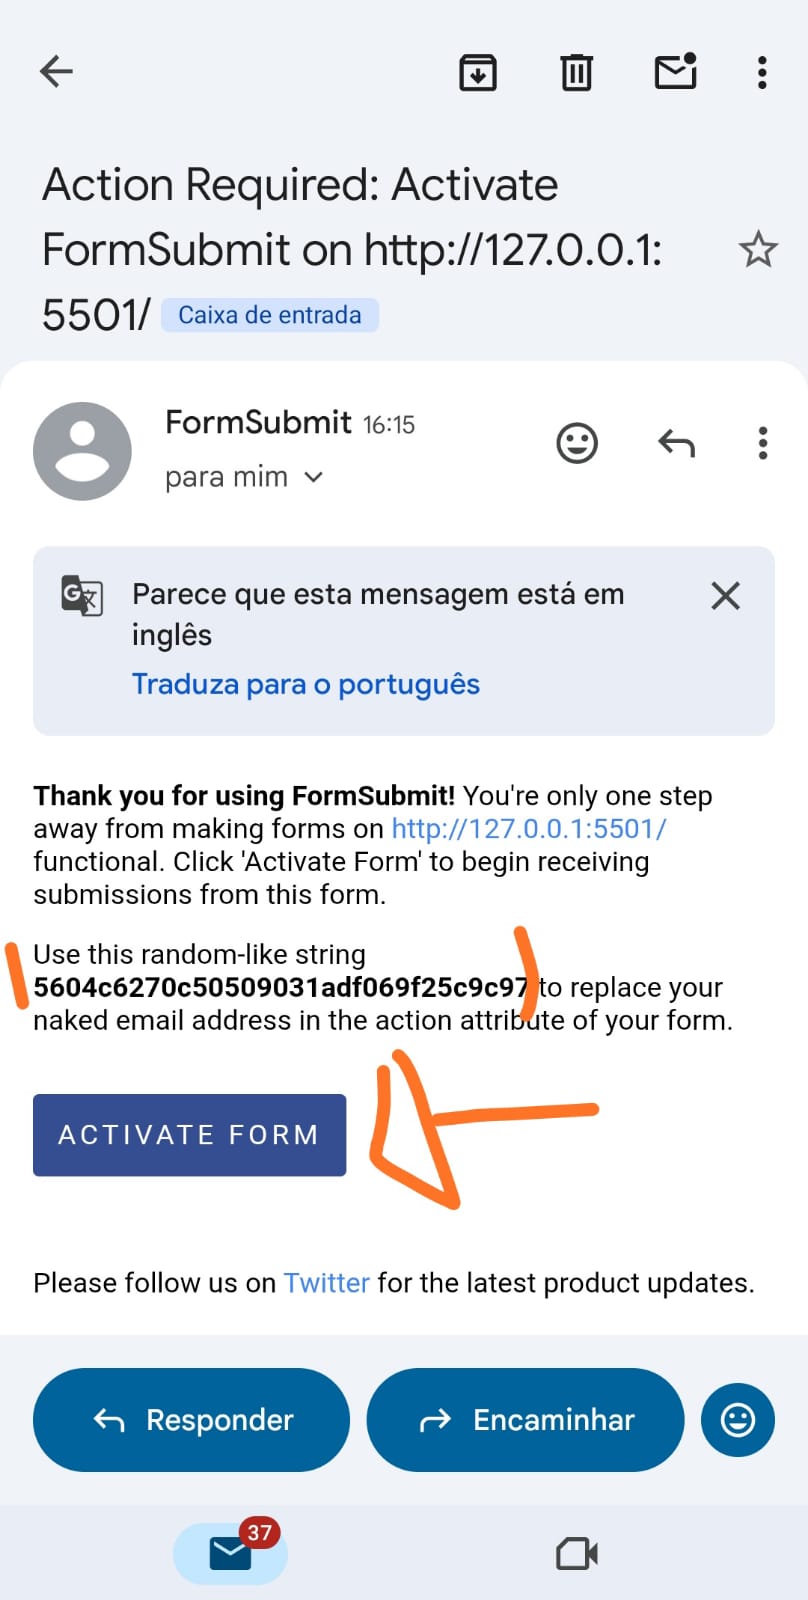 Action Required: Activate
FormSubmit on http://127.0.0.1:
5501/ Caixa de entrada
FormSubmit 16:15
para mim
Parece que esta mensagem está em
inglês
Traduza para o português
Thank you for using FormSubmit! You're only one step
away from making forms on http://127.0.0.1:5501/
functional. Click 'Activate Form' to begin receiving
submissions from this form.
Use this random-like string
5604c6270c50509031adf069f25c9c97 to replace your
naked email address in the action attribute of your form.
ACTIVATE FORM
Please follow us on Twitter for the latest product updates.
Responder
Encaminhar
37